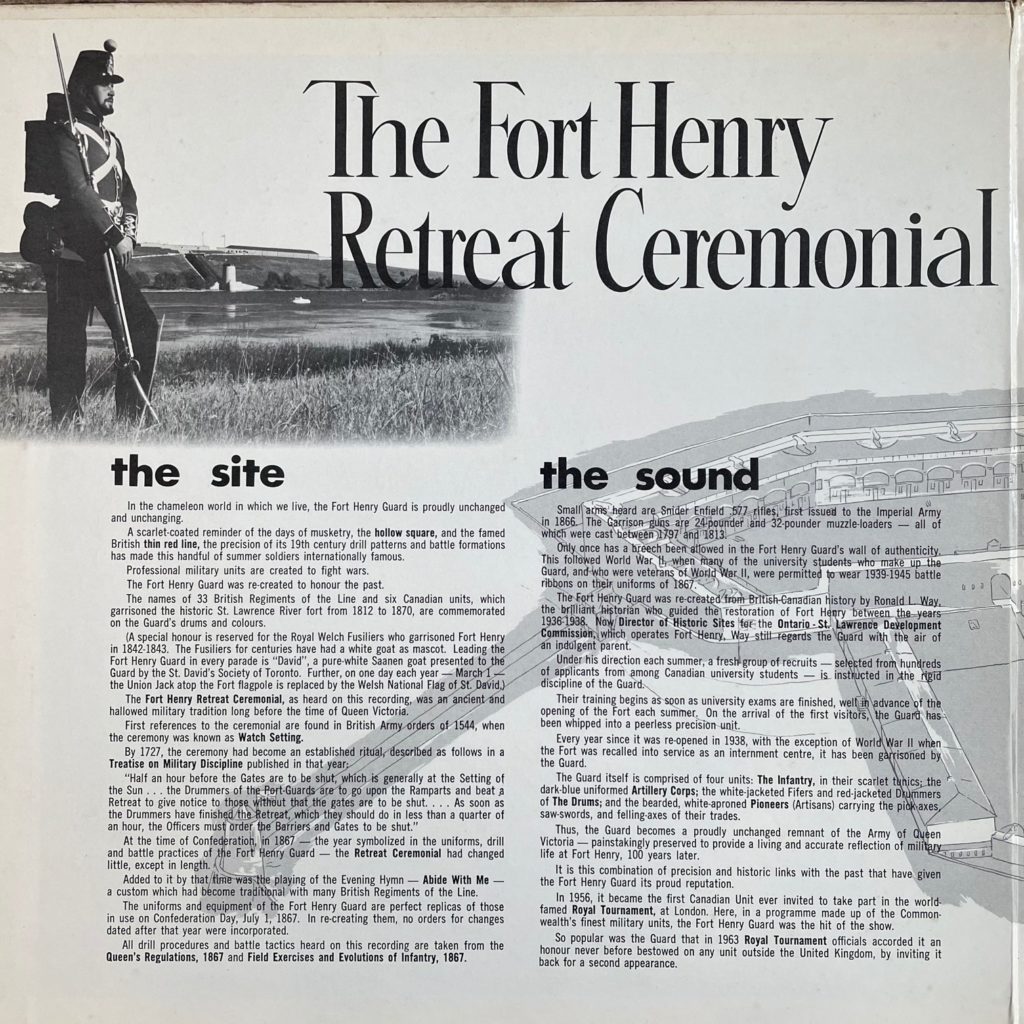 The Fort Henry
Retreat Ceremonial
the site
In the chameleon world in which we live, the Fort Henry Guard is proudly unchanged
and unchanging.
A scarlet-coated reminder of the days of musketry, the hollow square, and the famed
British thin red line, the precision of its 19th century drill patterns and battle formations
has made this handful of summer soldiers internationally famous.
Professional military units are created to fight wars.
The Fort Henry Guard was re-created to honour the past.
The names of 33 British Regiments of the Line and six Canadian units, which
garrisoned the historic St. Lawrence River fort from 1812 to 1870, are commemorated
on the Guard's drums and colours.
(A special honour is reserved for the Royal Welch Fusiliers who garrisoned Fort Henry
in 1842-1843. The Fusiliers for centuries have had a white goat as mascot. Leading the
Fort Henry Guard in every parade is "David", a pure-white Saanen goat presented to the
Guard by the St. David's Society of Toronto. Further, on one day each year — March 1 —
the Union Jack atop the Fort flagpole is replaced by the Welsh National Flag of St. David.)
The Fort Henry Retreat Ceremonial, as heard on this recording, was an ancient and
hallowed military tradition long before the time of Queen Victoria.
First references to the ceremonial are found in British Army orders of 1544, when
the ceremony was known as Watch Setting.
By 1727, the ceremony had become an established ritual, described as follows in a
Treatise on Military Discipline published in that year:
"Half an hour before the Gates are to be shut, which is generally at the Setting of
the Sun . . . the Drummers of the Port-Guards are to go upon the Ramparts and beat a
Retreat to give notice to those without that the gates are to be shut. . . . As soon as
the Drummers have finished the Retreat, which they should do in less than a quarter of
an hour, the Officers must order the Barriers and Gates to be shut."
At the time of Confederation, in 1867 — the year symbolized in the uniforms, drill
and battle practices of the Fort Henry Guard — the Retreat Ceremonial had changed
little, except in length.
Added to it by that time was the playing of the Evening Hymn — Abide With Me —
a custom which had become traditional with many British Regiments of the Line.
The uniforms and equipment of the Fort Henry Guard are perfect replicas of those
in use on Confederation Day, July 1, 1867. In re-creating them, no orders for changes
dated after that year were incorporated.
All drill procedures and battle tactics heard on this recording are taken from the
Queen's Regulations, 1867 and Field Exercises and Evolutions of Infantry, 1867.
the sound
Small arms heard are Snider Enfield .577 rifles, first issued to the Imperial Army
in 1866. The Garrison guns are 24-pounder and 32-pounder muzzle-loaders — all of
which were cast between 1797 and 1813.
Only once has a breech been allowed in the Fort Henry Guard's wall of authenticity.
This followed World War II, when many of the university students who make up the
Guard, and who were veterans of World War II, were permitted to wear 1939-1945 battle
ribbons on their uniforms of 1867.
The Fort Henry Guard was re-created from British-Canadian history by Ronald L. Way,
the brilliant historian who guided the restoration of Fort Henry between the years
1936-1938. Now Director of Historic Sites for the Ontario - St. Lawrence Development
Commission, which operates Fort Henry, Way still regards the Guard with the air of
an indulgent parent.
Under his direction each summer, a fresh group of recruits — selected from hundreds
of applicants from among Canadian university students — is instructed in the rigid
discipline of the Guard.
Their training begins as soon as university exams are finished, well in advance of the
opening of the Fort each summer. On the arrival of the first visitors, the Guard has
been whipped into a peerless precision unit.
Every year since it was re-opened in 1938, with the exception of World War II when
the Fort was recalled into service as an internment centre, it has been garrisoned by
the Guard.
The Guard itself is comprised of four units: The Infantry, in their scarlet tunics; the
dark-blue uniformed Artillery Corps; the white-jacketed Fifers and red-jacketed Drummers
of The Drums; and the bearded, white-aproned Pioneers (Artisans) carrying the pick-axes,
saw-swords, and felling-axes of their trades.
Thus, the Guard becomes a proudly unchanged remnant of the Army of Queen
Victoria — painstakingly preserved to provide a living and accurate reflection of military
life at Fort Henry, 100 years later.
It is this combination of precision and historic links with the past that have given
the Fort Henry Guard its proud reputation.
In 1956, it became the first Canadian Unit ever invited to take part in the world-
famed Royal Tournament, at London. Here, in a programme made up of the Common-
wealth's finest military units, the Fort Henry Guard was the hit of the show.
So popular was the Guard that in 1963 Royal Tournament officials accorded it an
honour never before bestowed on any unit outside the United Kingdom, by inviting it
back for a second appearance.